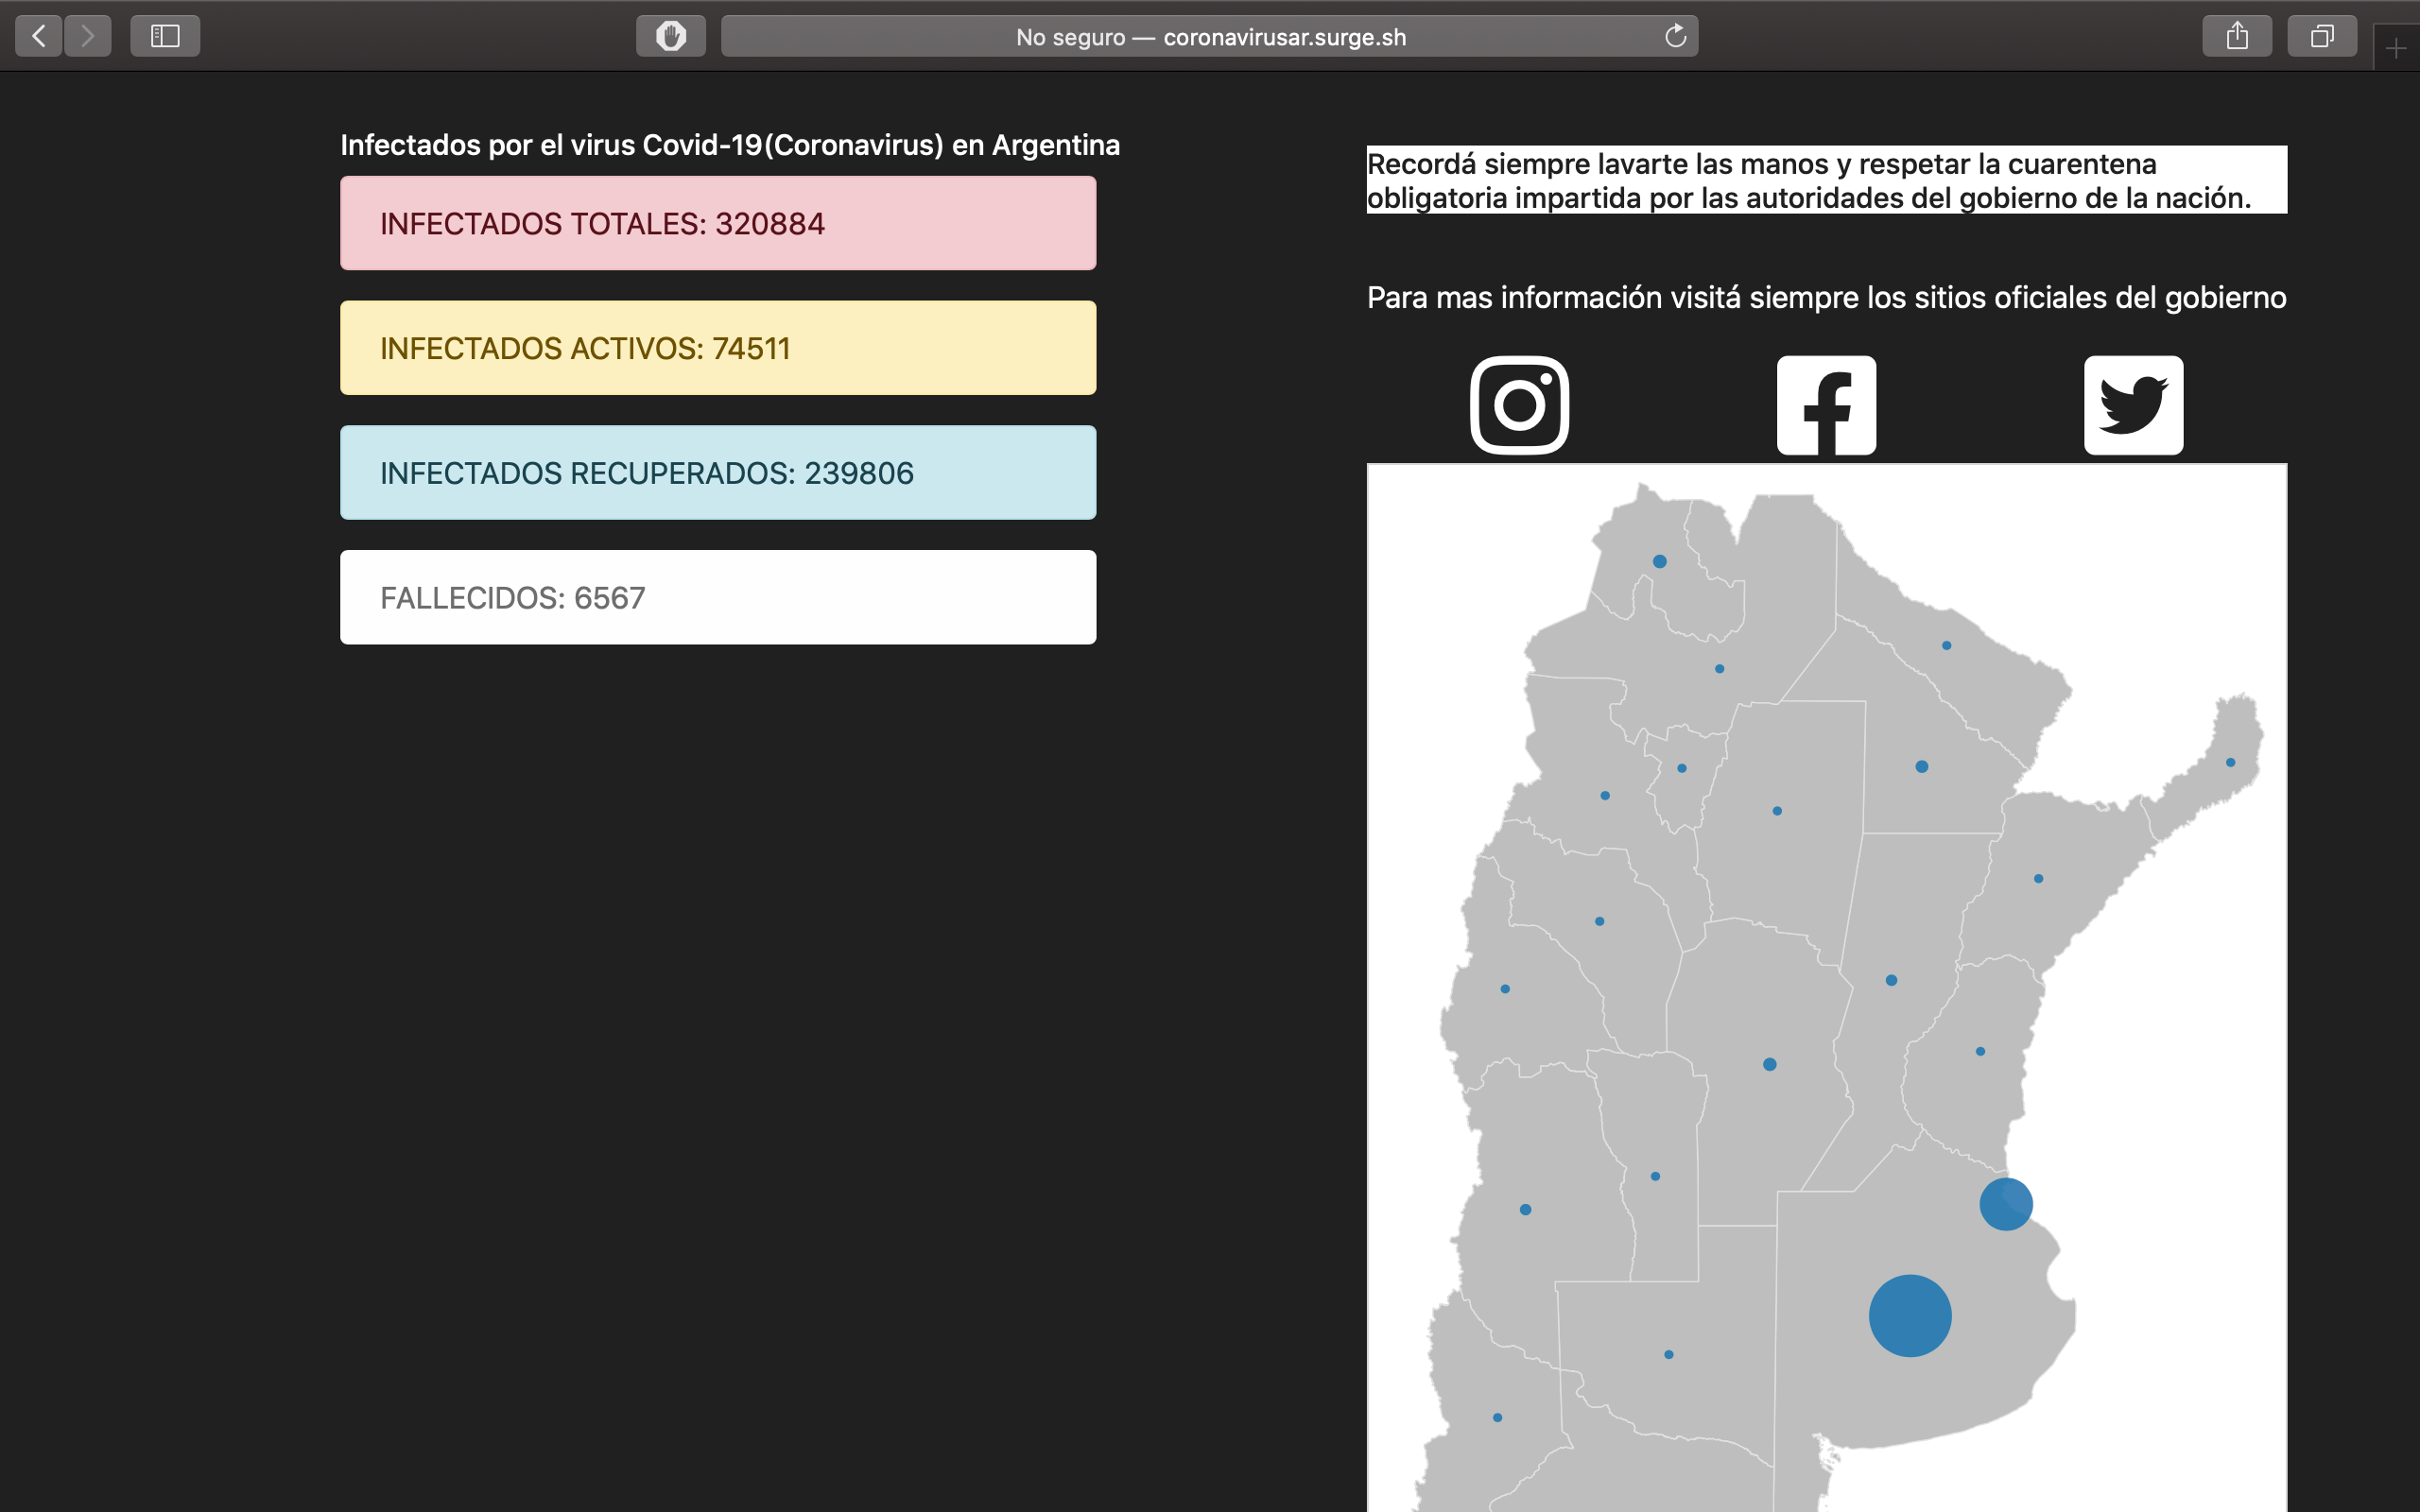 No seguro — coronavirusar.surge.sh
Infectados por el virus Covid-19(Coronavirus) en Argentina
INFECTADOS TOTALES: 320884
INFECTADOS ACTIVOS: 74511
INFECTADOS RECUPERADOS: 239806
FALLECIDOS: 6567
Recordá siempre lavarte las manos y respetar la cuarentena
obligatoria impartida por las autoridades del gobierno de la nación.
Para mas información visitá siempre los sitios oficiales del gobierno